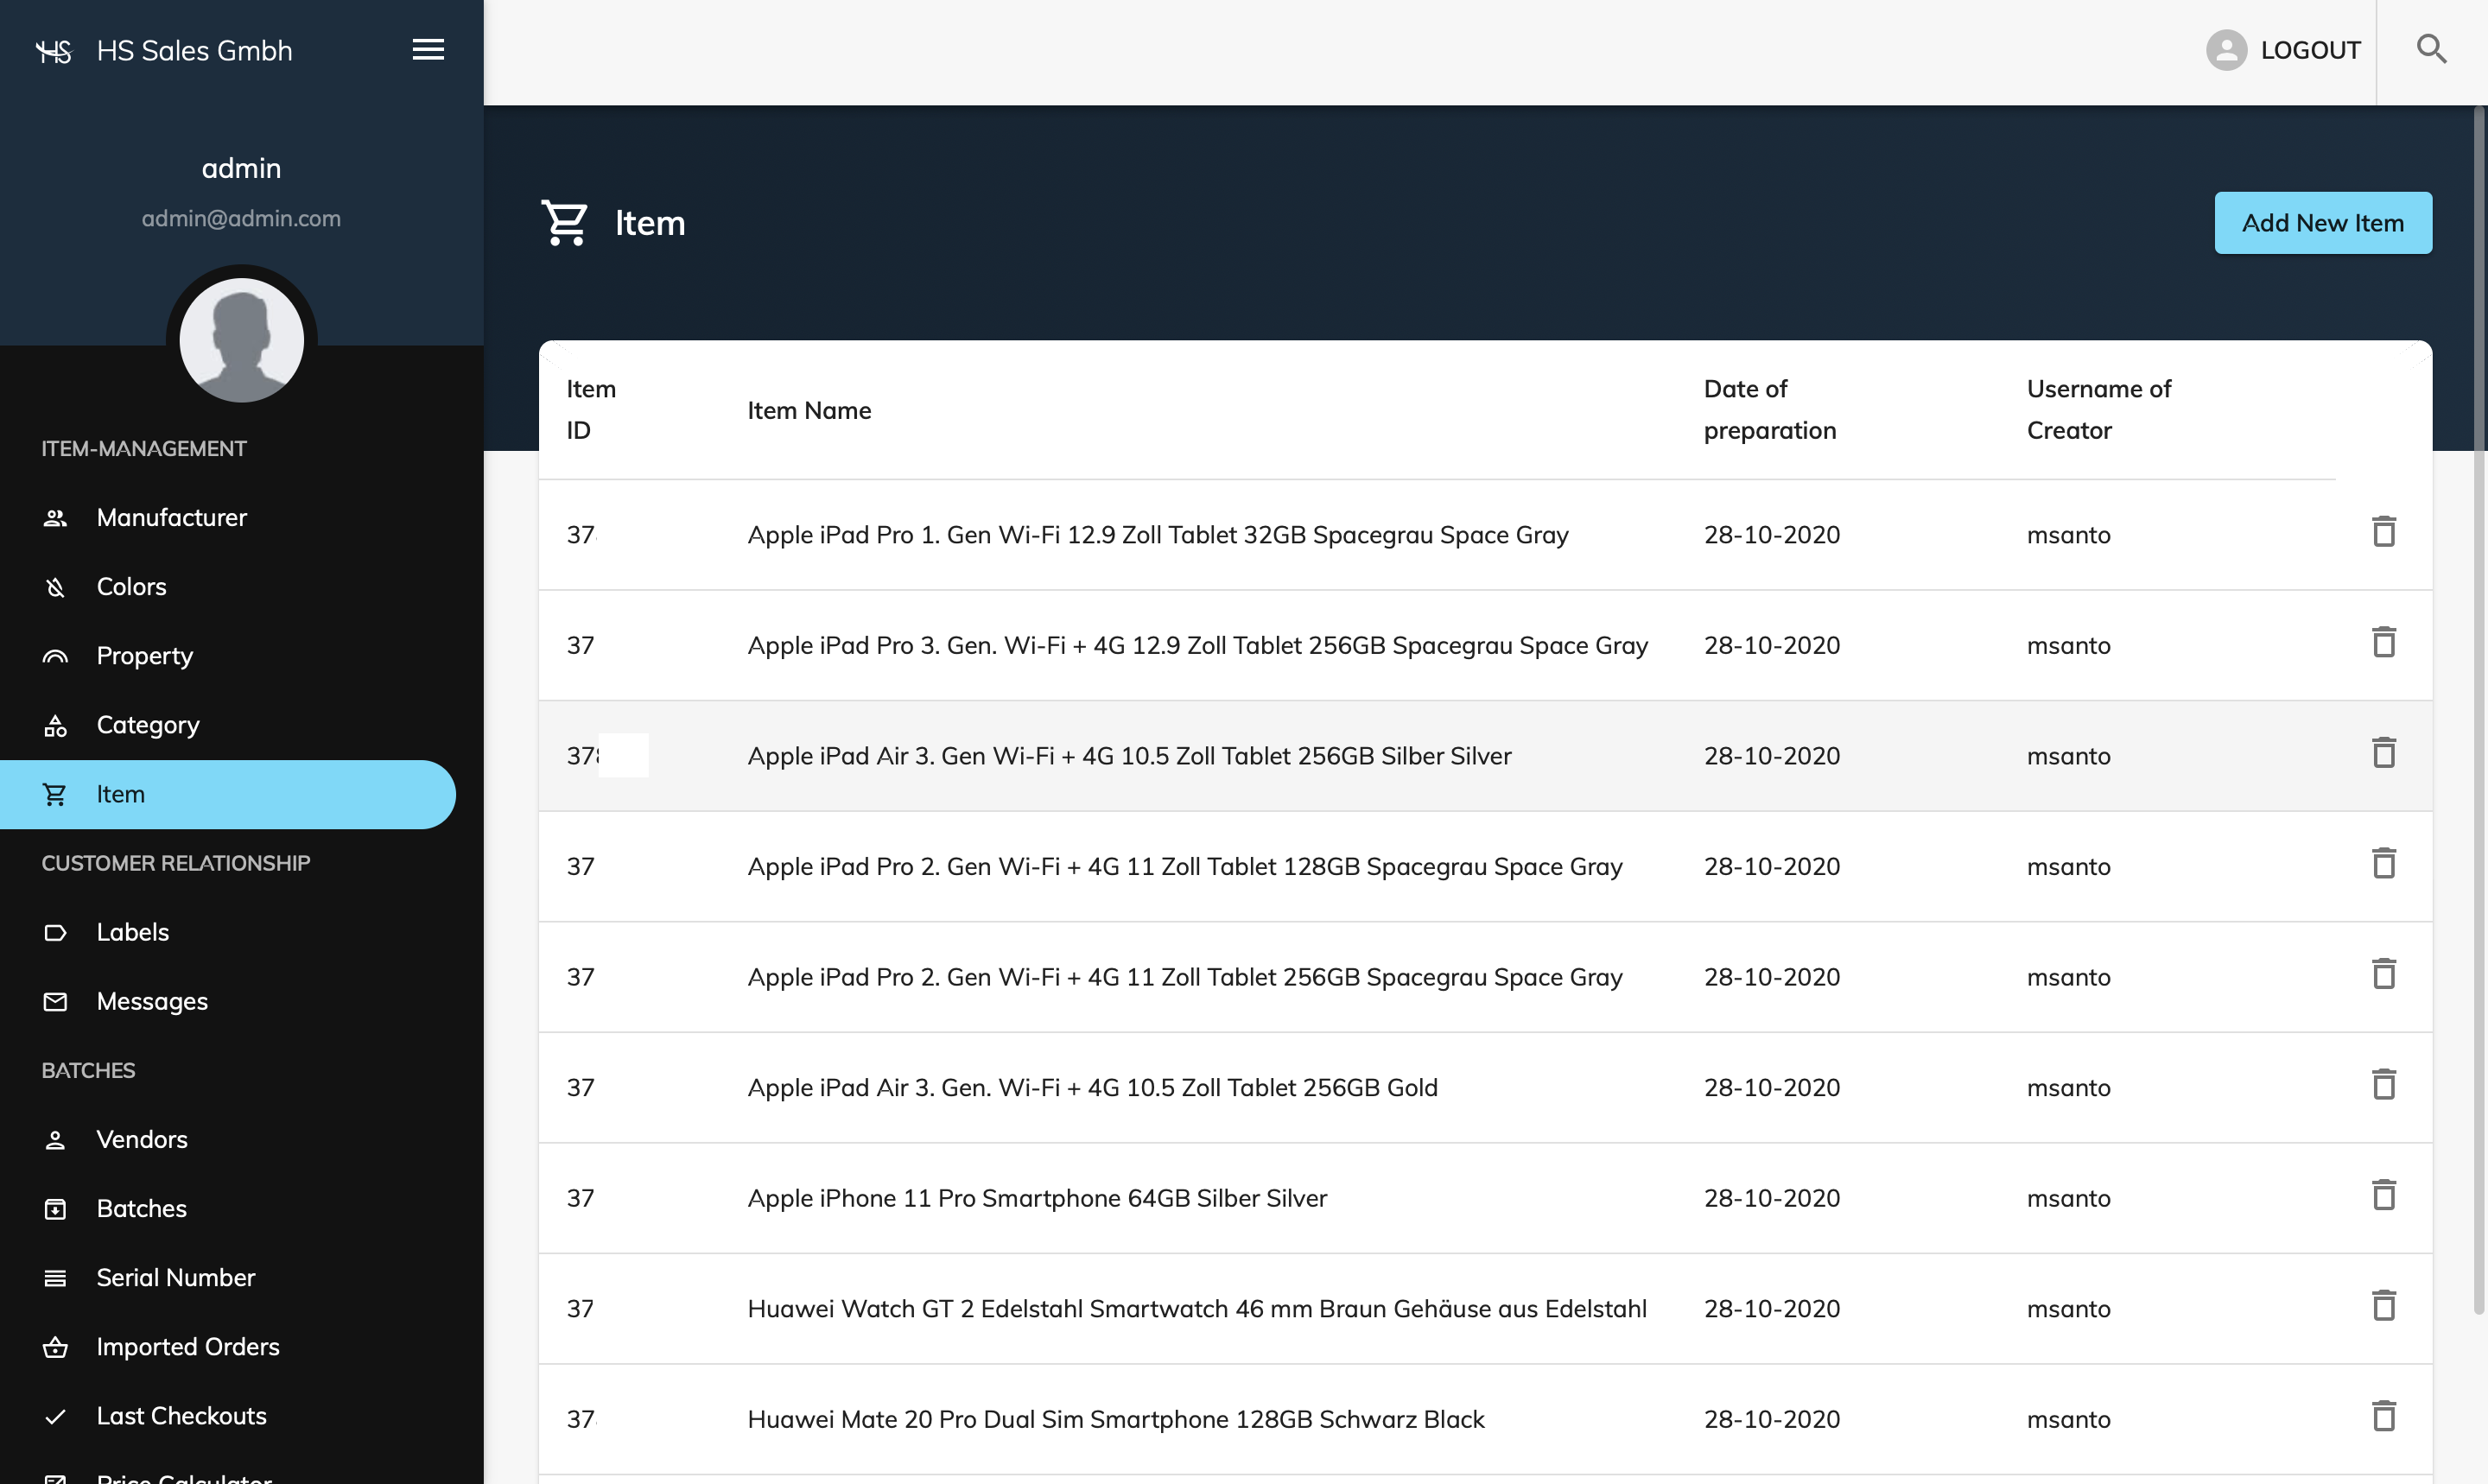 HS HS Sales Gmbh
LOGOUT
admin
admin@admin.com
Item
Add New Item
ITEM-MANAGEMENT
Manufacturer
Colors
Property
Category
Item
CUSTOMER RELATIONSHIP
Labels
Messages
BATCHES
Vendors
Batches
Serial Number
Imported Orders
Last Checkouts
Price Calculator
Item ID
Item Name
Date of preparation
Username of Creator
37 Apple iPad Pro 1. Gen Wi-Fi 12.9 Zoll Tablet 32GB Spacegrau Space Gray 28-10-2020 msanto
37 Apple iPad Pro 3. Gen. Wi-Fi + 4G 12.9 Zoll Tablet 256GB Spacegrau Space Gray 28-10-2020 msanto
37 Apple iPad Air 3. Gen Wi-Fi + 4G 10.5 Zoll Tablet 256GB Silber Silver 28-10-2020 msanto
37 Apple iPad Pro 2. Gen Wi-Fi + 4G 11 Zoll Tablet 128GB Spacegrau Space Gray 28-10-2020 msanto
37 Apple iPad Pro 2. Gen Wi-Fi + 4G 11 Zoll Tablet 256GB Spacegrau Space Gray 28-10-2020 msanto
37 Apple iPad Air 3. Gen. Wi-Fi + 4G 10.5 Zoll Tablet 256GB Gold 28-10-2020 msanto
37 Apple iPhone 11 Pro Smartphone 64GB Silber Silver 28-10-2020 msanto
37 Huawei Watch GT 2 Edelstahl Smartwatch 46 mm Braun Gehäuse aus Edelstahl 28-10-2020 msanto
37 Huawei Mate 20 Pro Dual Sim Smartphone 128GB Schwarz Black 28-10-2020 msanto